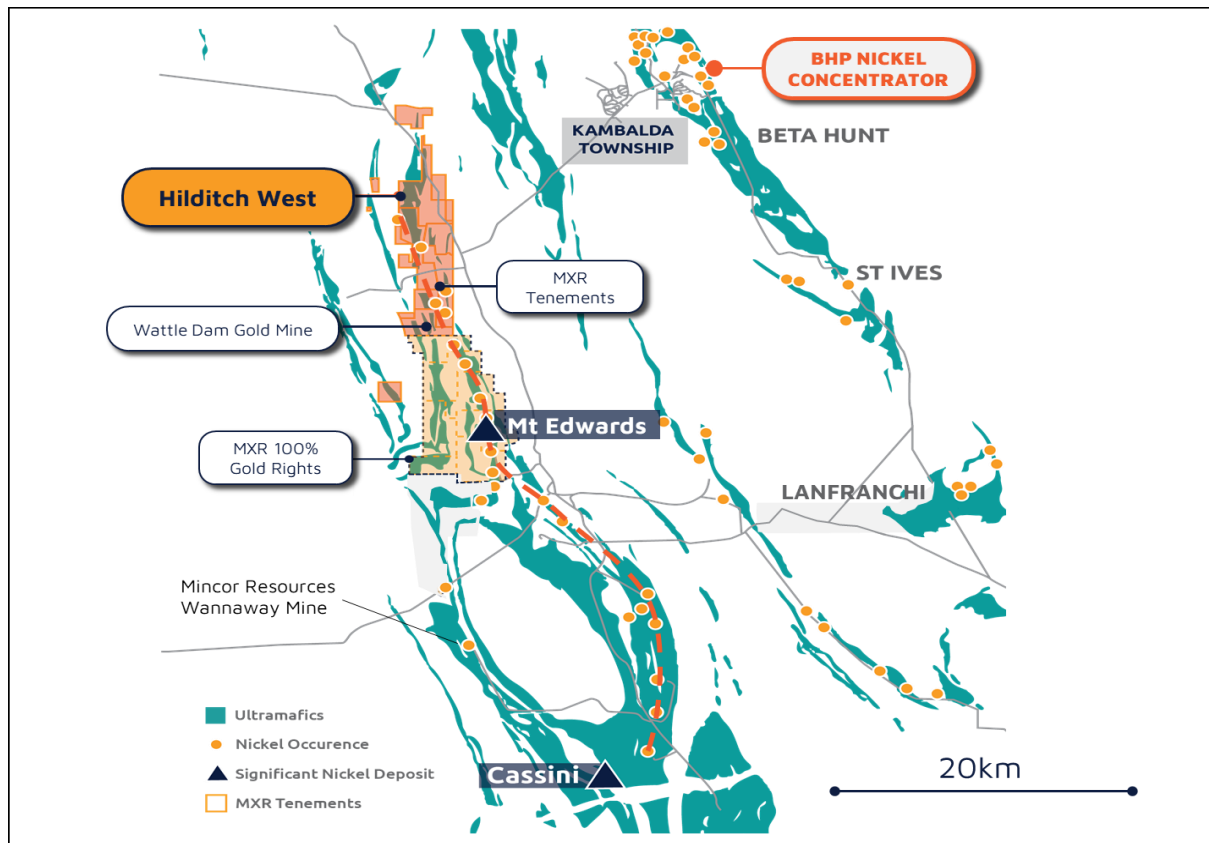 BHP NICKEL
CONCENTRATOR
KAMBALDA
TOWNSHIP
BETA HUNT
Hilditch West
ST IVES
MXR
Tenements
Wattle Dam Gold Mine
Mt Edwards
MXR 100%
Gold Rights
LANFRANCHI
Mincor Resources
Wannaway Mine
Ultramafics
Nickel Occurence
Significant Nickel Deposit
MXR Tenements
Cassini
20km